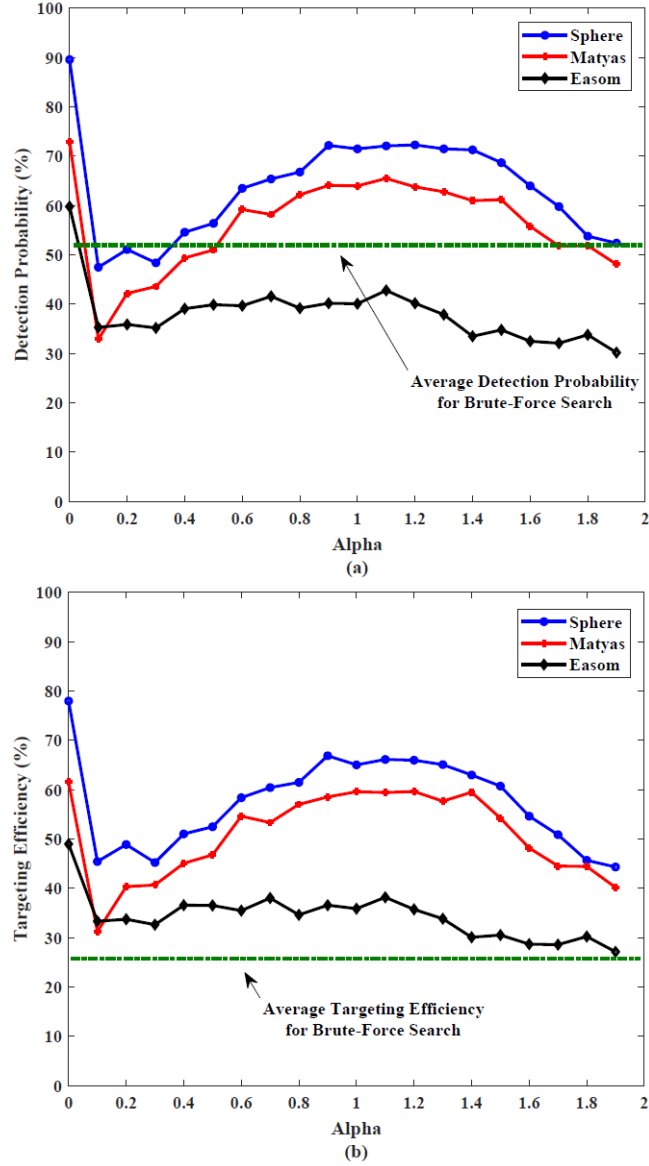 100
90
80
70
60
50
40
30
20
10
0
Detection Probability (%)
Sphere
Matyas
Easom
Average Detection Probability
for Brute-Force Search
0 0.2 0.4 0.6 0.8 1 1.2 1.4 1.6 1.8 2
Alpha
(a)
100
90
80
70
60
50
40
30
20
10
0
Targeting Efficiency (%)
Sphere
Matyas
Easom
Average Targeting Efficiency
for Brute-Force Search
0 0.2 0.4 0.6 0.8 1 1.2 1.4 1.6 1.8 2
Alpha
(b)